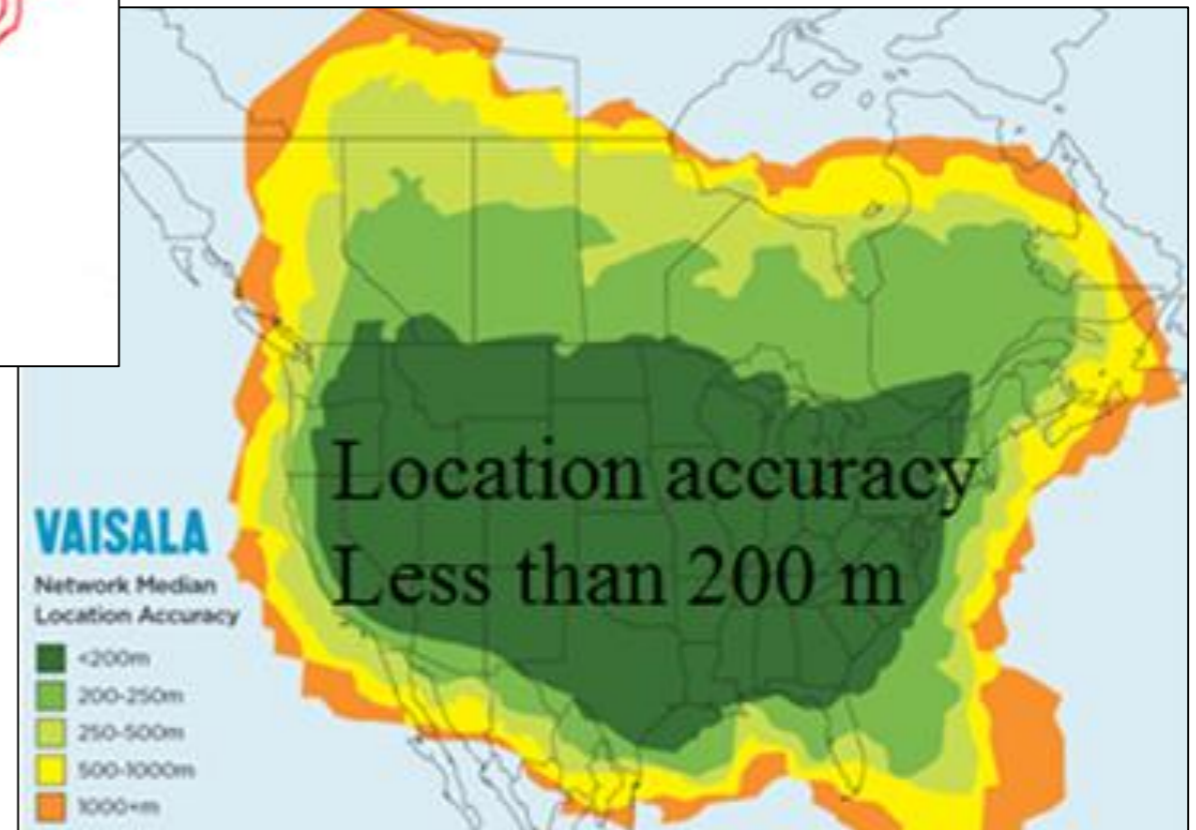 Location accuracy
Less than 200 m
VAISALA
Network Median
Location Accuracy
<200m
200-250m
250-500m
500-1000m
1000+m